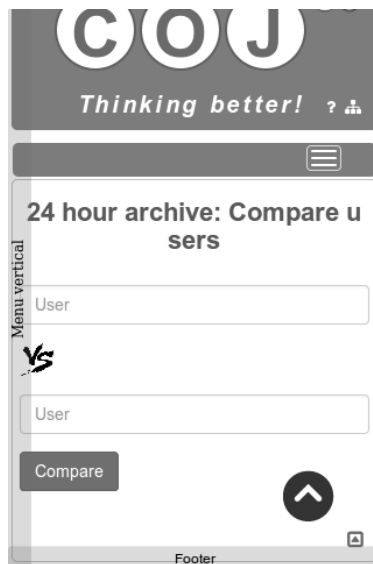 COJ
Thinking better! ?
24 hour archive: Compare u
sers
Menu vertical
User
VS
User
Compare
Footer